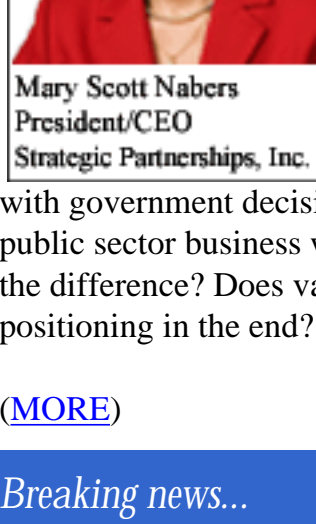 Mary Scott Nabers
President/CEO
Strategic Partnerships, Inc.
with government decisi
public sector business
the difference? Does va
positioning in the end?
(MORE)
Breaking news...